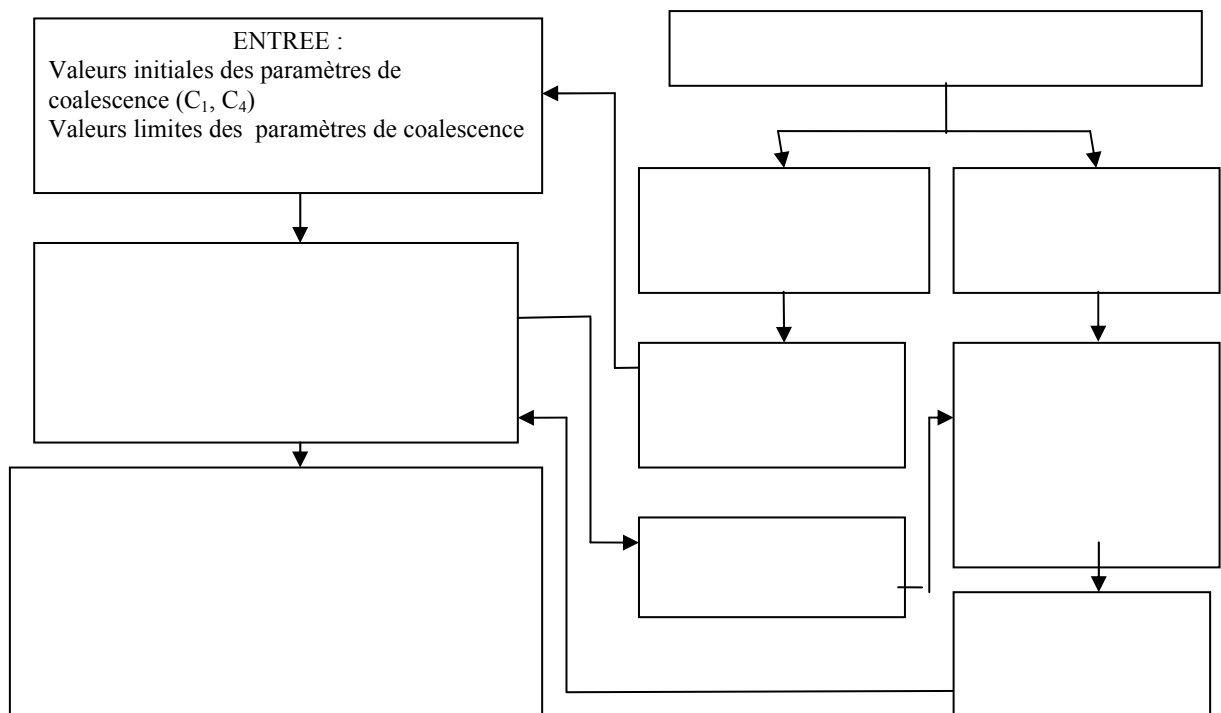 ENTREE :
Valeurs initiales des paramètres de
coalescence (C₁, C₄)
Valeurs limites des paramètres de coalescence